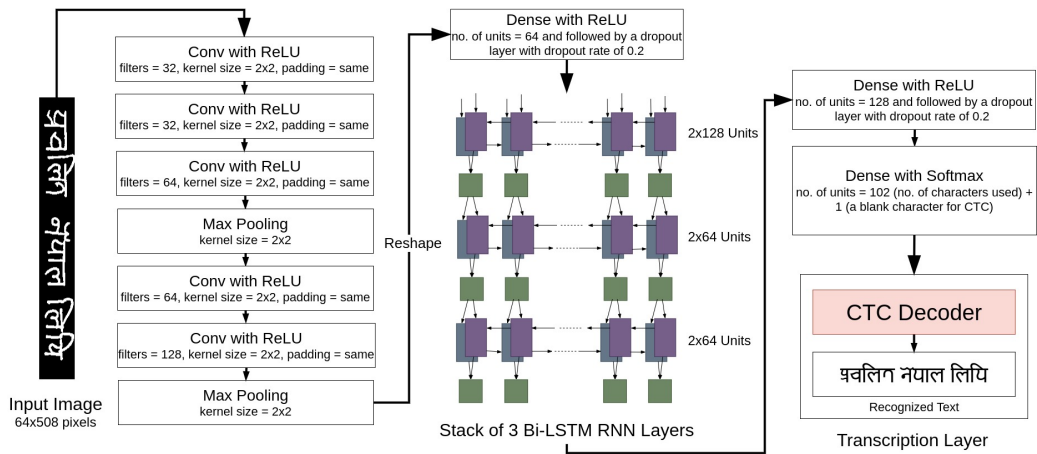 Conv with ReLU
filters = 32, kernel size = 2x2, padding = same
Conv with ReLU
filters = 32, kernel size = 2x2, padding = same
Conv with ReLU
filters = 64, kernel size = 2x2, padding = same
Max Pooling
kernel size = 2x2
Conv with ReLU
filters = 64, kernel size = 2x2, padding = same
Conv with ReLU
filters = 128, kernel size = 2x2, padding = same
Max Pooling
kernel size = 2x2
Input Image
64x508 pixels
Reshape
Dense with ReLU
no. of units = 64 and followed by a dropout
layer with dropout rate of 0.2
2x128 Units
2x64 Units
2x64 Units
Stack of 3 Bi-LSTM RNN Layers
Dense with ReLU
no. of units = 128 and followed by a dropout
layer with dropout rate of 0.2
Dense with Softmax
no. of units = 102 (no. of characters used) +
1 (a blank character for CTC)
CTC Decoder
Recognized Text
Transcription Layer